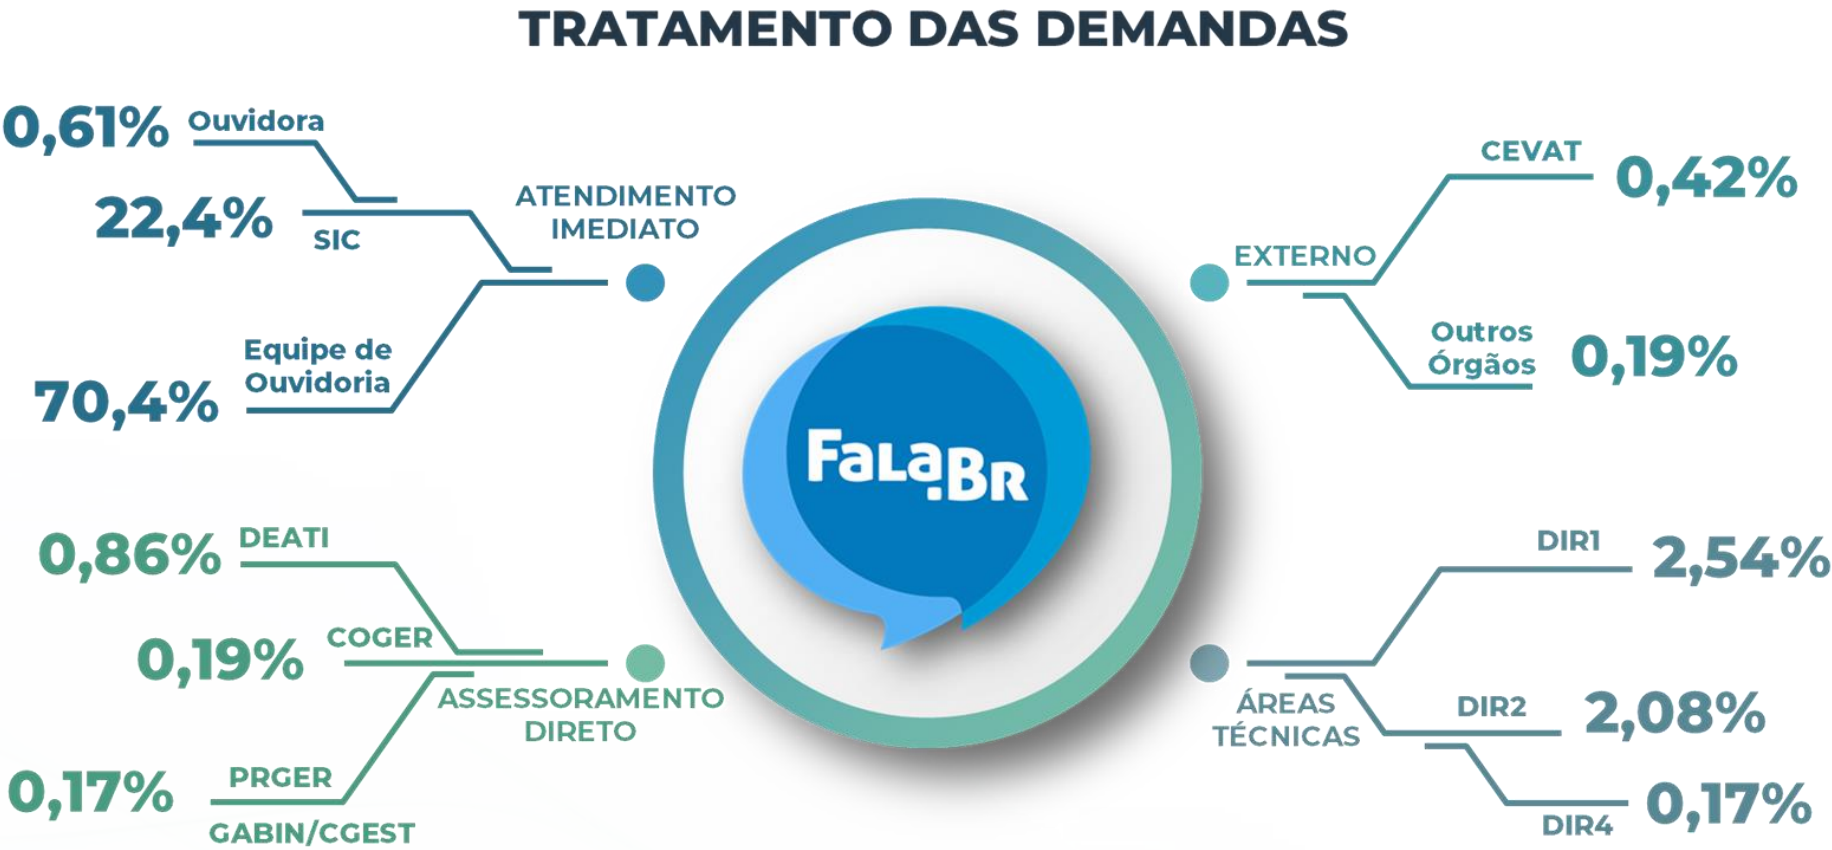 TRATAMENTO DAS DEMANDAS
0,61% Ouvidora
22,4% SIC
ATENDIMENTO
IMEDIATO
Equipe de
Ouvidoria
70,4%
CEVAT 0,42%
EXTERNO
Outros
Órgãos
0,19%
FALA.BR
0,86% DEATI
0,19% COGER
ASSESSORAMENTO
DIRETO
0,17% PRGER
GABIN/CGEST
DIR1 2,54%
ÁREAS
TÉCNICAS
DIR2 2,08%
DIR4 0,17%